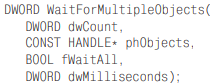 DWORD WaitForMultipleObjects(
DWORD dwCount,
CONST HANDLE* phObjects,
BOOL fWaitAll,
DWORD dwMilliseconds);